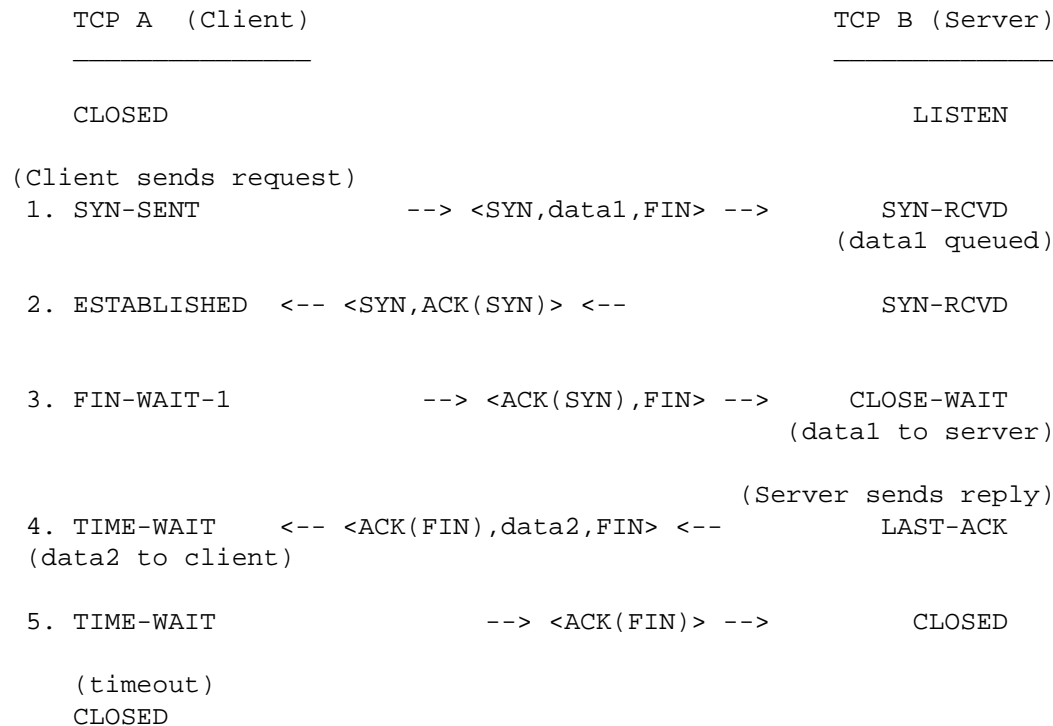 TCP A  (Client)                                 TCP B (Server)
_______________                                 ______________
CLOSED                                               LISTEN
(Client sends request)
1. SYN-SENT             --> <SYN,data1,FIN> -->       SYN-RCVD
(data1 queued)
2. ESTABLISHED  <-- <SYN,ACK(SYN)> <--                SYN-RCVD
3. FIN-WAIT-1            --> <ACK(SYN),FIN> -->     CLOSE-WAIT
(data1 to server)
(Server sends reply)
4. TIME-WAIT    <-- <ACK(FIN),data2,FIN> <--          LAST-ACK
(data2 to client)
5. TIME-WAIT                 --> <ACK(FIN)> -->         CLOSED
(timeout)
CLOSED